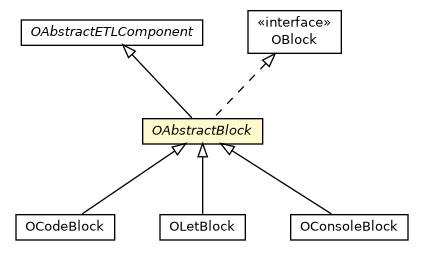 OAbstractETLComponent
«interface»
OBlock
OAbstractBlock
OCodeBlock
OLetBlock
OConsoleBlock